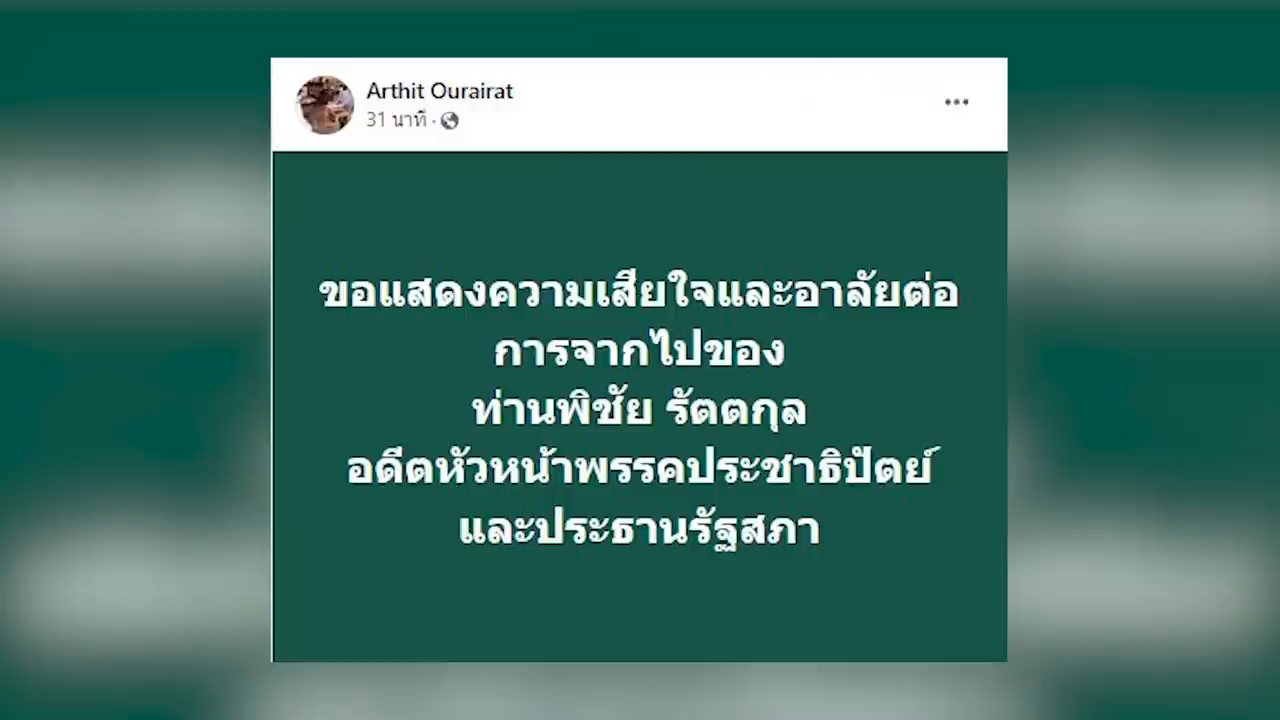 Arthit Ourairat
31 นาที ·
ขอแสดงความเสียใจและอาลัยต่อ
การจากไปของ
ท่านพิชัย รัตตกุล
อดีตหัวหน้าพรรคประชาธิปัตย์
และประธานรัฐสภา